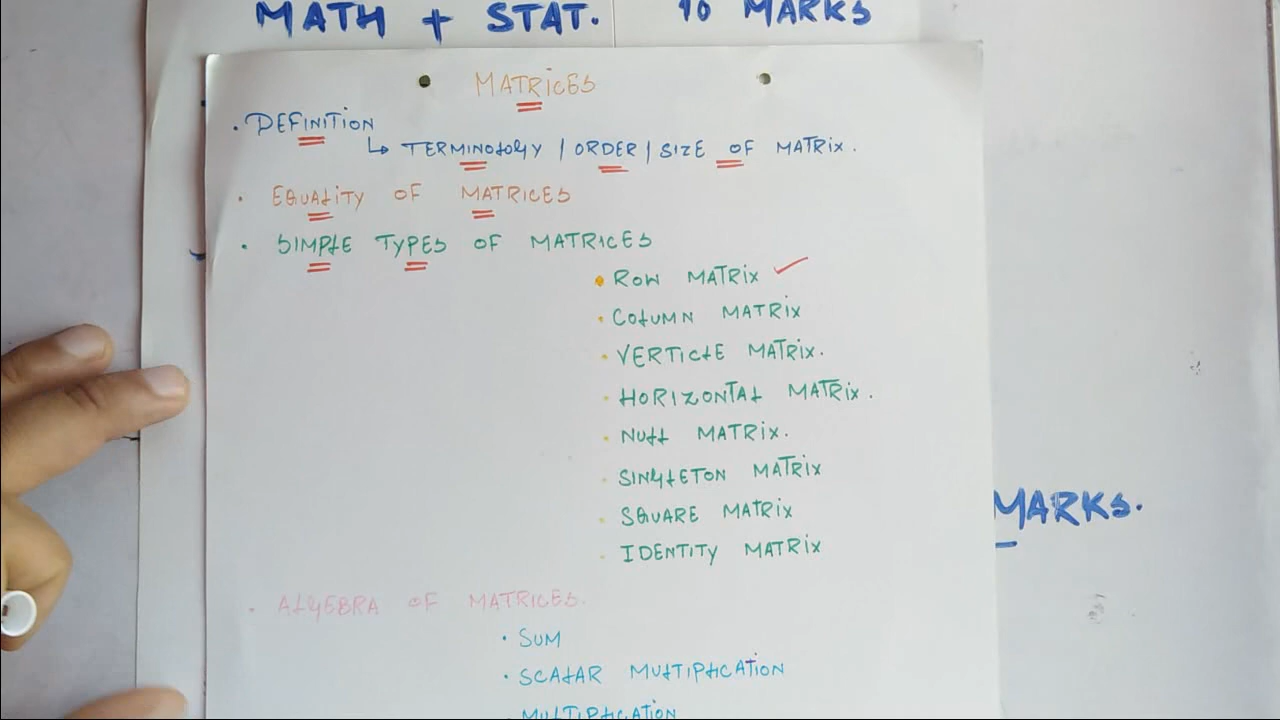 MATH + STAT. 10 MARKS
MATRICES
• DEFINITION
↳ TERMINOLOGY / ORDER / SIZE OF MATRIX.
• EQUALITY OF MATRICES
• SIMPLE TYPES OF MATRICES
• ROW MATRIX ✓
• COLUMN MATRIX
• VERTICLE MATRIX.
• HORIZONTAL MATRIX.
• NULL MATRIX.
• SINGLETON MATRIX
• SQUARE MATRIX
MARKS.
• IDENTITY MATRIX
• ALGEBRA OF MATRICES.
• SUM
• SCALAR MULTIPLICATION
• MULTIPLICATION